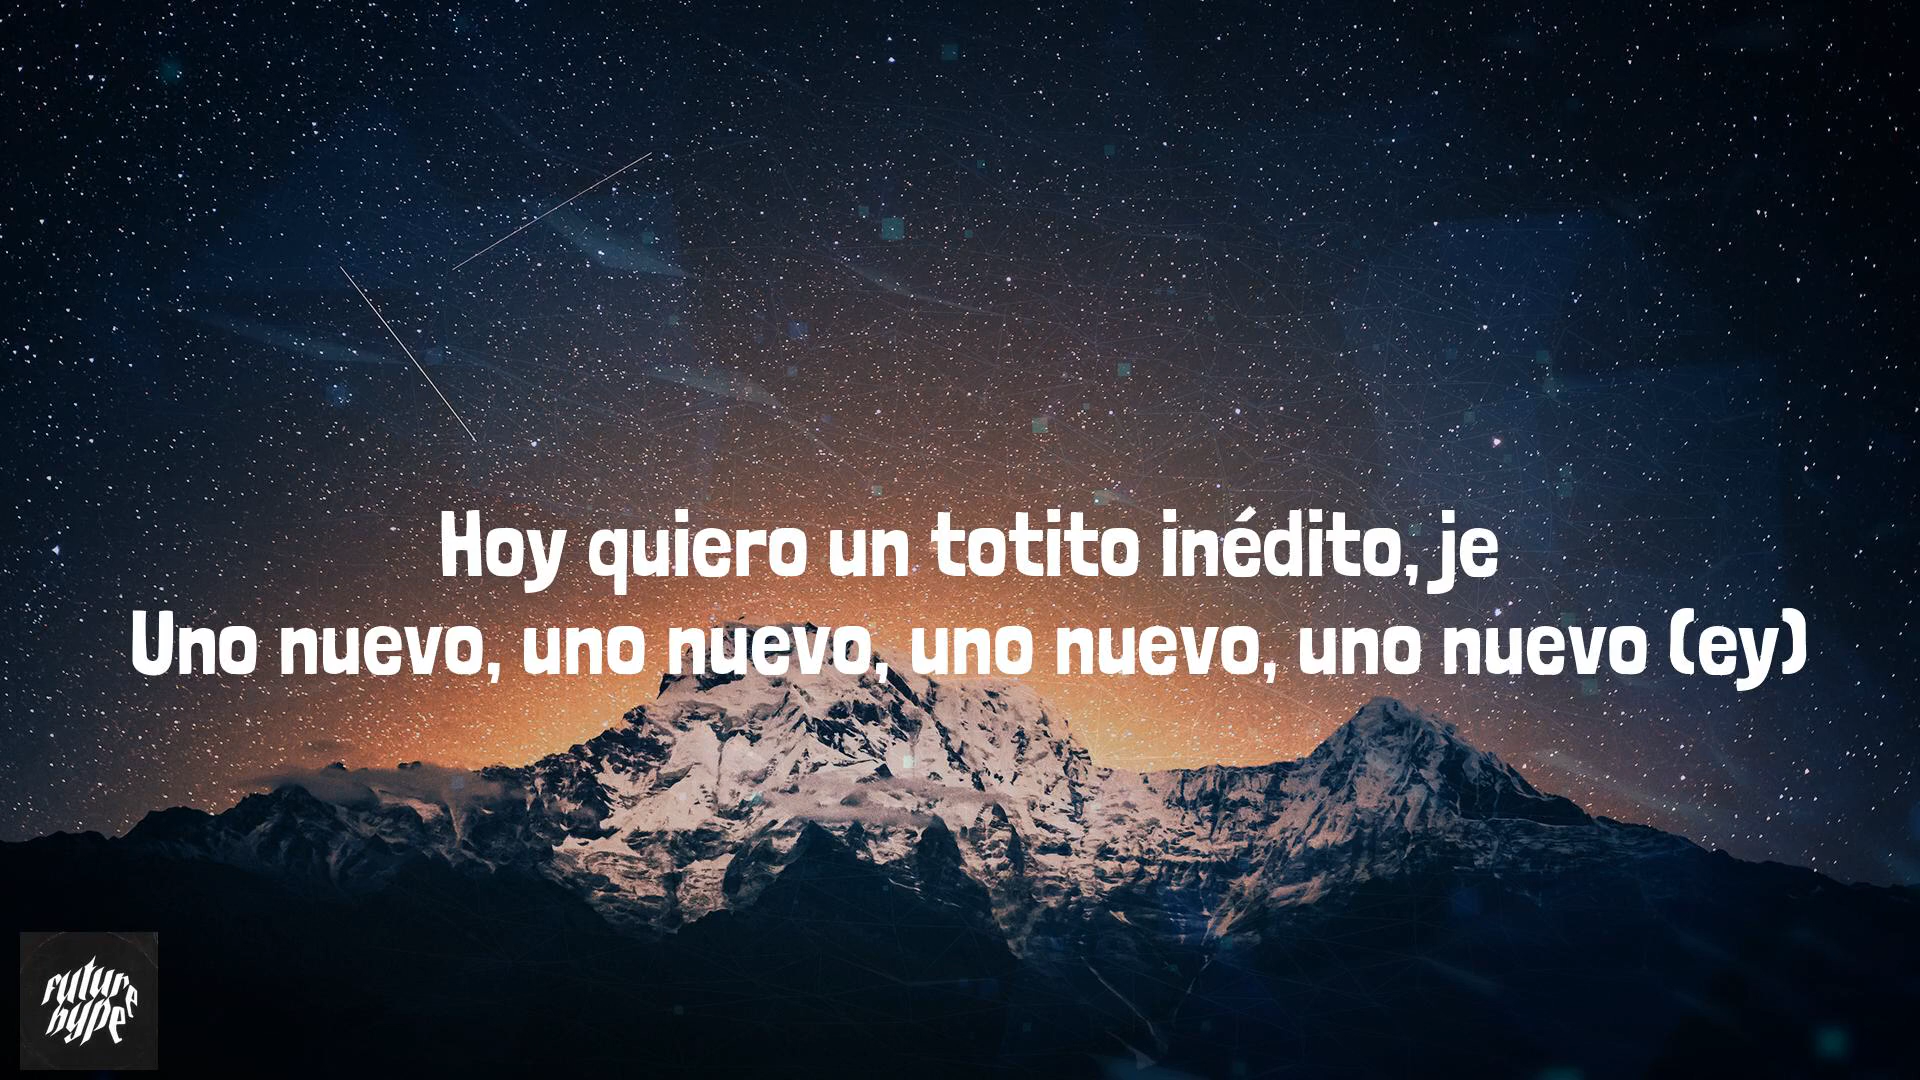 Hoy quiero un totito inédito, je
Uno nuevo, uno nuevo, uno nuevo, uno nuevo (ey)
future
hype